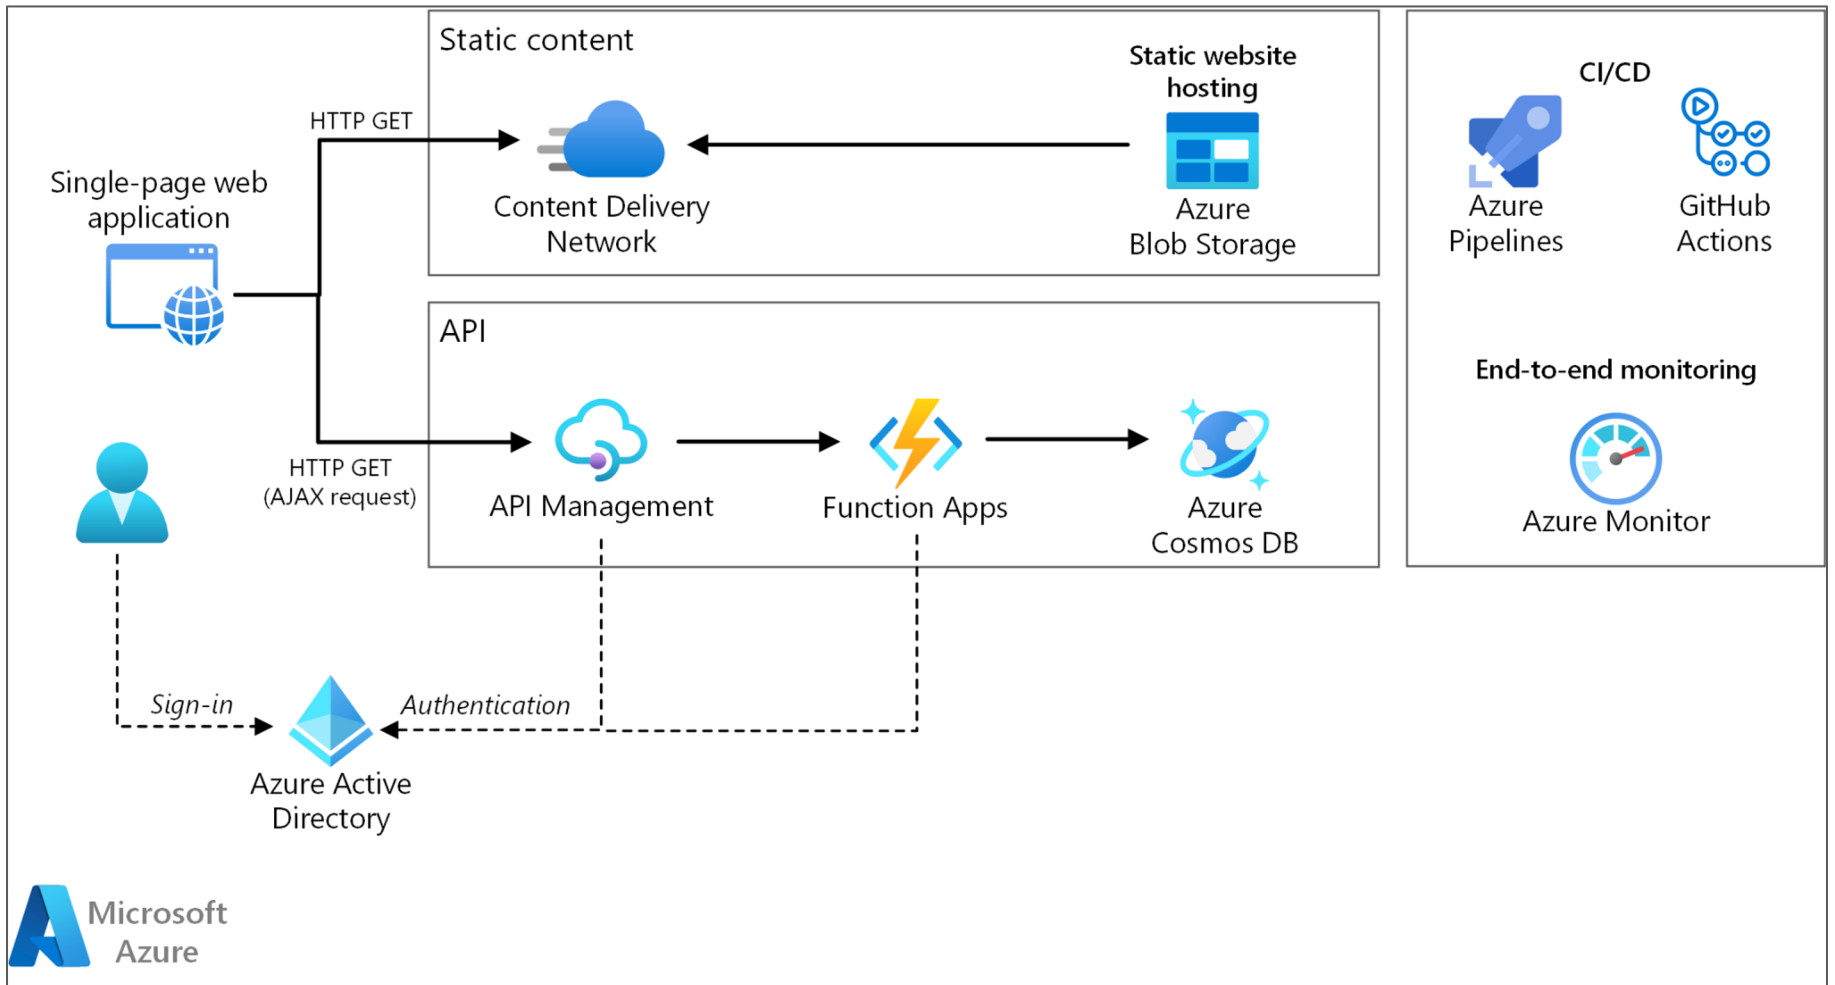 Static content
Static website
hosting
CI/CD
HTTP GET
Single-page web
application
Content Delivery
Network
Azure
Blob Storage
Azure
Pipelines
GitHub
Actions
API
End-to-end monitoring
HTTP GET
(AJAX request)
API Management
Function Apps
Azure
Cosmos DB
Azure Monitor
Sign-in
Authentication
Azure Active
Directory
Microsoft
Azure